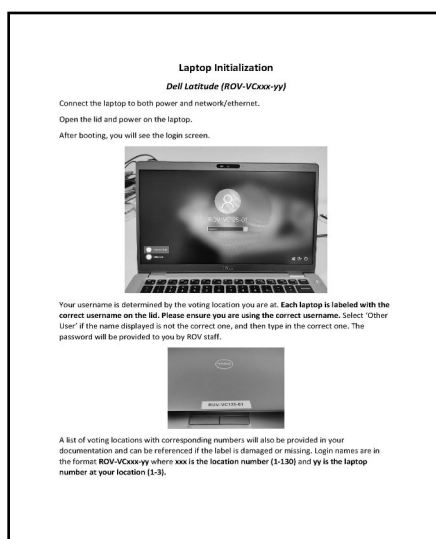 Laptop Initialization
Dell Latitude (ROV-VCxxx-yy)
Connect the laptop to both power and network/ethernet.
Open the lid and power on the laptop.
After booting, you will see the login screen.
ROV-VC125-01
Your username is determined by the voting location you are at. Each laptop is labeled with the
correct username on the lid. Please ensure you are using the correct username. Select ‘Other
User’ if the name displayed is not the correct one, and then type in the correct one. The
password will be provided to you by ROV staff.
ROV-VC125-01
A list of voting locations with corresponding numbers will also be provided in your
documentation and can be referenced if the label is damaged or missing. Login names are in
the format ROV-VCxxx-yy where xxx is the location number (1-130) and yy is the laptop
number at your location (1-3).